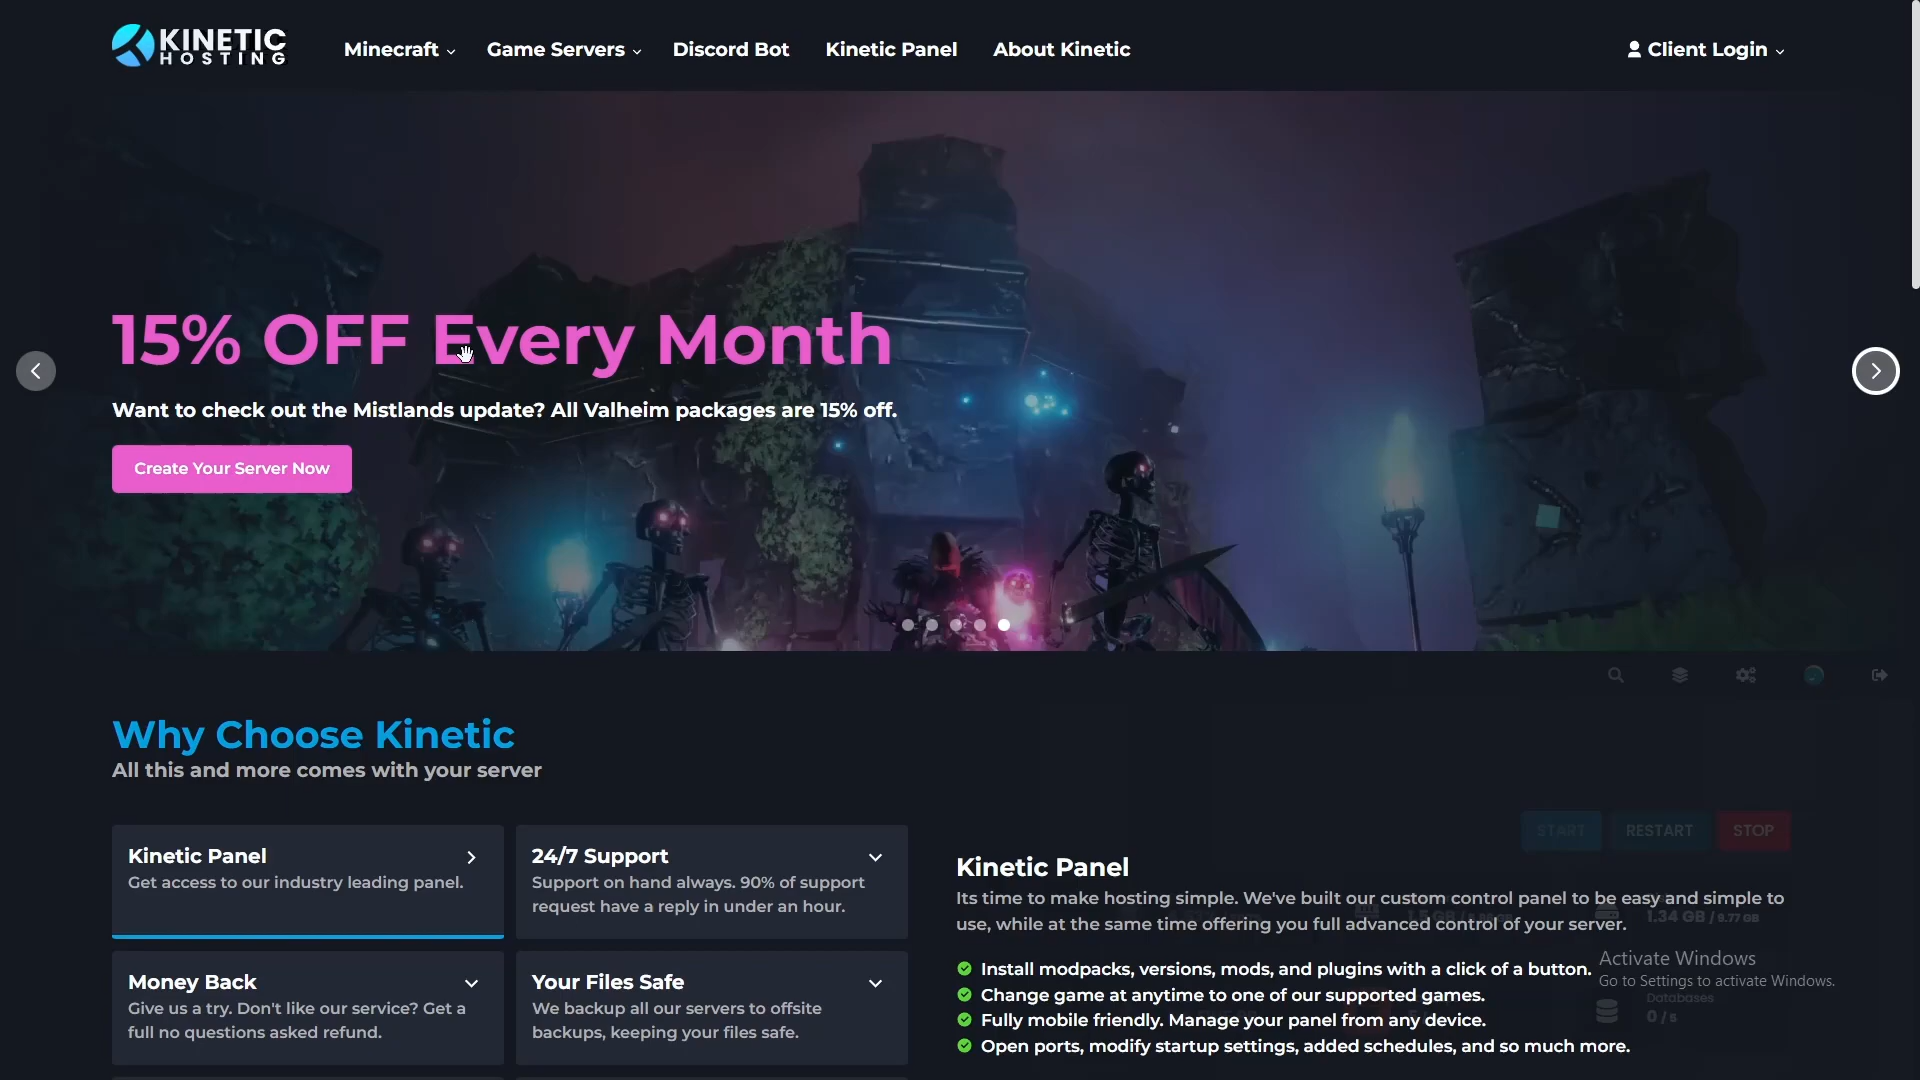 KINETIC
HOSTING
Minecraft
Game Servers
Discord Bot
Kinetic Panel
About Kinetic
Client Login
15% OFF Every Month
Want to check out the Mistlands update? All Valheim packages are 15% off.
Create Your Server Now
Why Choose Kinetic
All this and more comes with your server
Kinetic Panel
Get access to our industry leading panel.
24/7 Support
Support on hand always. 90% of support
request have a reply in under an hour.
Money Back
Give us a try. Don't like our service? Get a
full no questions asked refund.
Your Files Safe
We backup all our servers to offsite
backups, keeping your files safe.
START
RESTART
STOP
Kinetic Panel
Its time to make hosting simple. We've built our custom control panel to be easy and simple to
use, while at the same time offering you full advanced control of your server.
1.34 GB / 9.77 GB
Install modpacks, versions, mods, and plugins with a click of a button.
Change game at anytime to one of our supported games.
Fully mobile friendly. Manage your panel from any device.
Open ports, modify startup settings, added schedules, and so much more.
Activate Windows
Go to Settings to activate Windows.
Databases
0 / 5